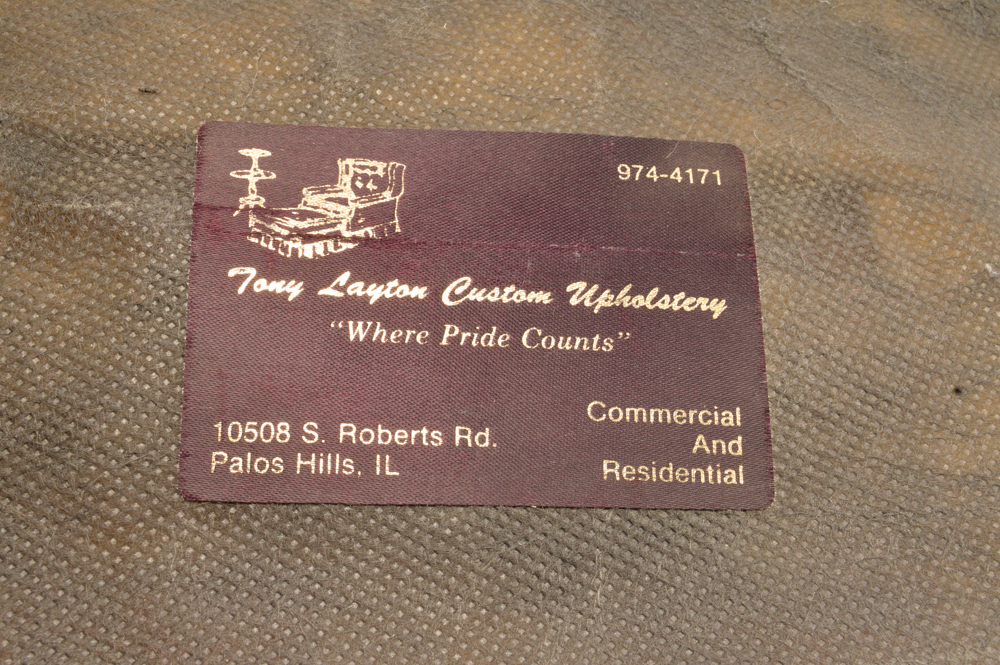 974-4171
Tony Layton Custom Upholstery
"Where Pride Counts"
10508 S. Roberts Rd.
Palos Hills, IL
Commercial
And
Residential